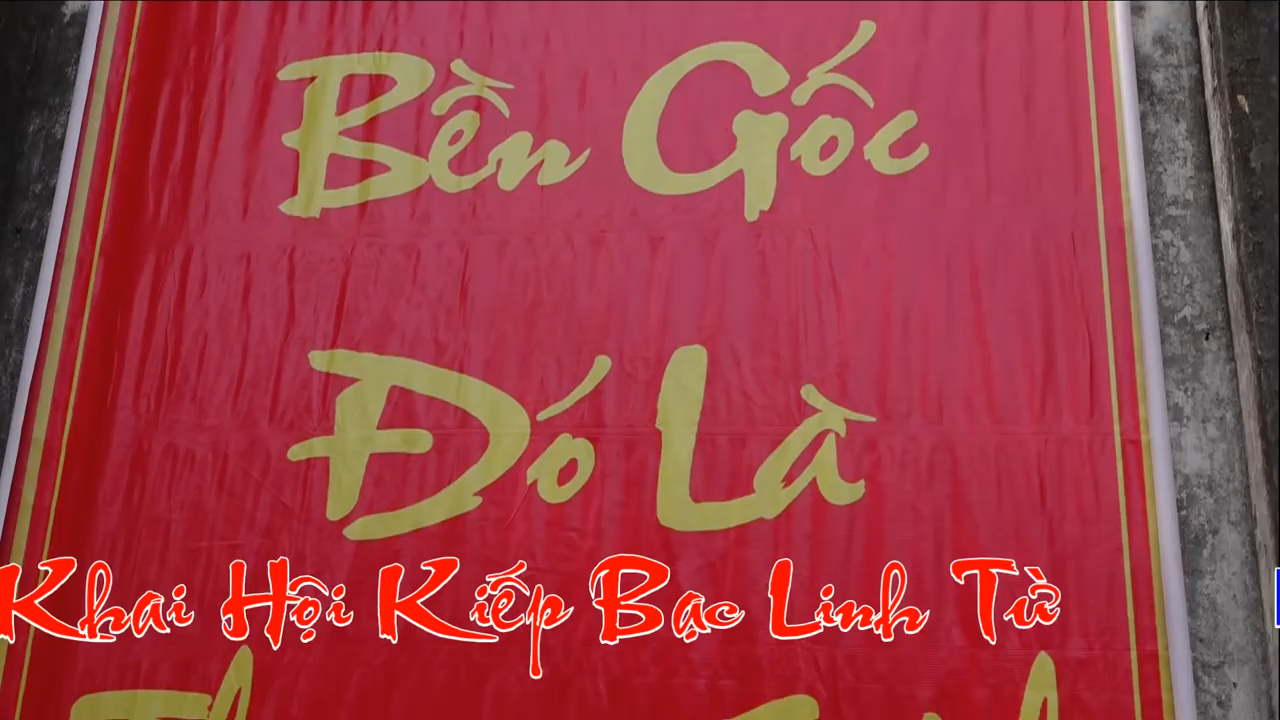 Bền Gốc
Đó Là
Khai Hội Kiếp Bạc Linh Từ